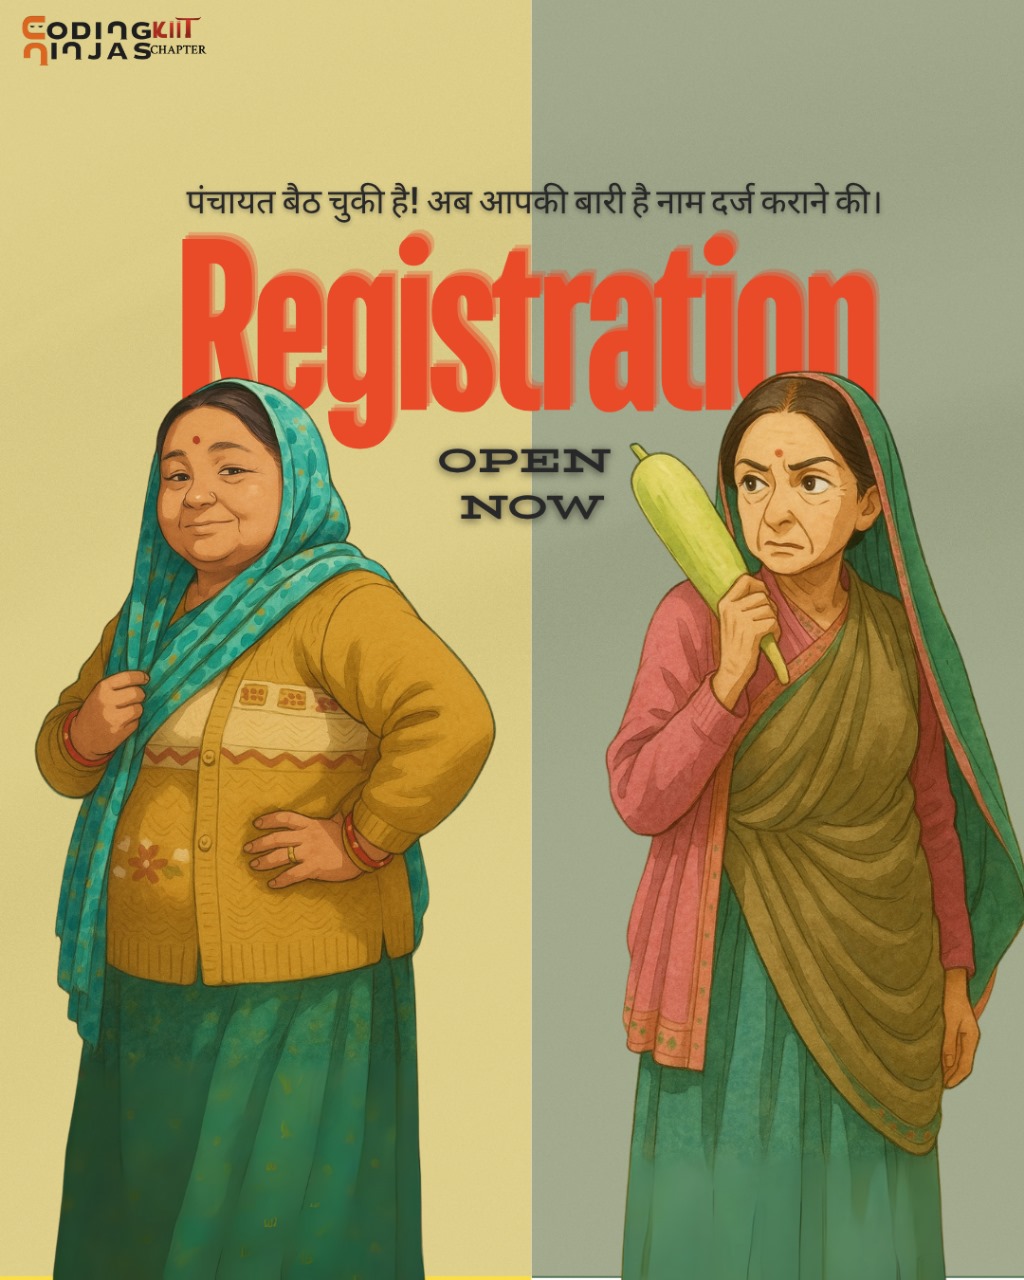 CODING NINJAS KIIT CHAPTER
पंचायत बैठ चुकी है! अब आपकी बारी है नाम दर्ज कराने की।
Registration
OPEN
NOW